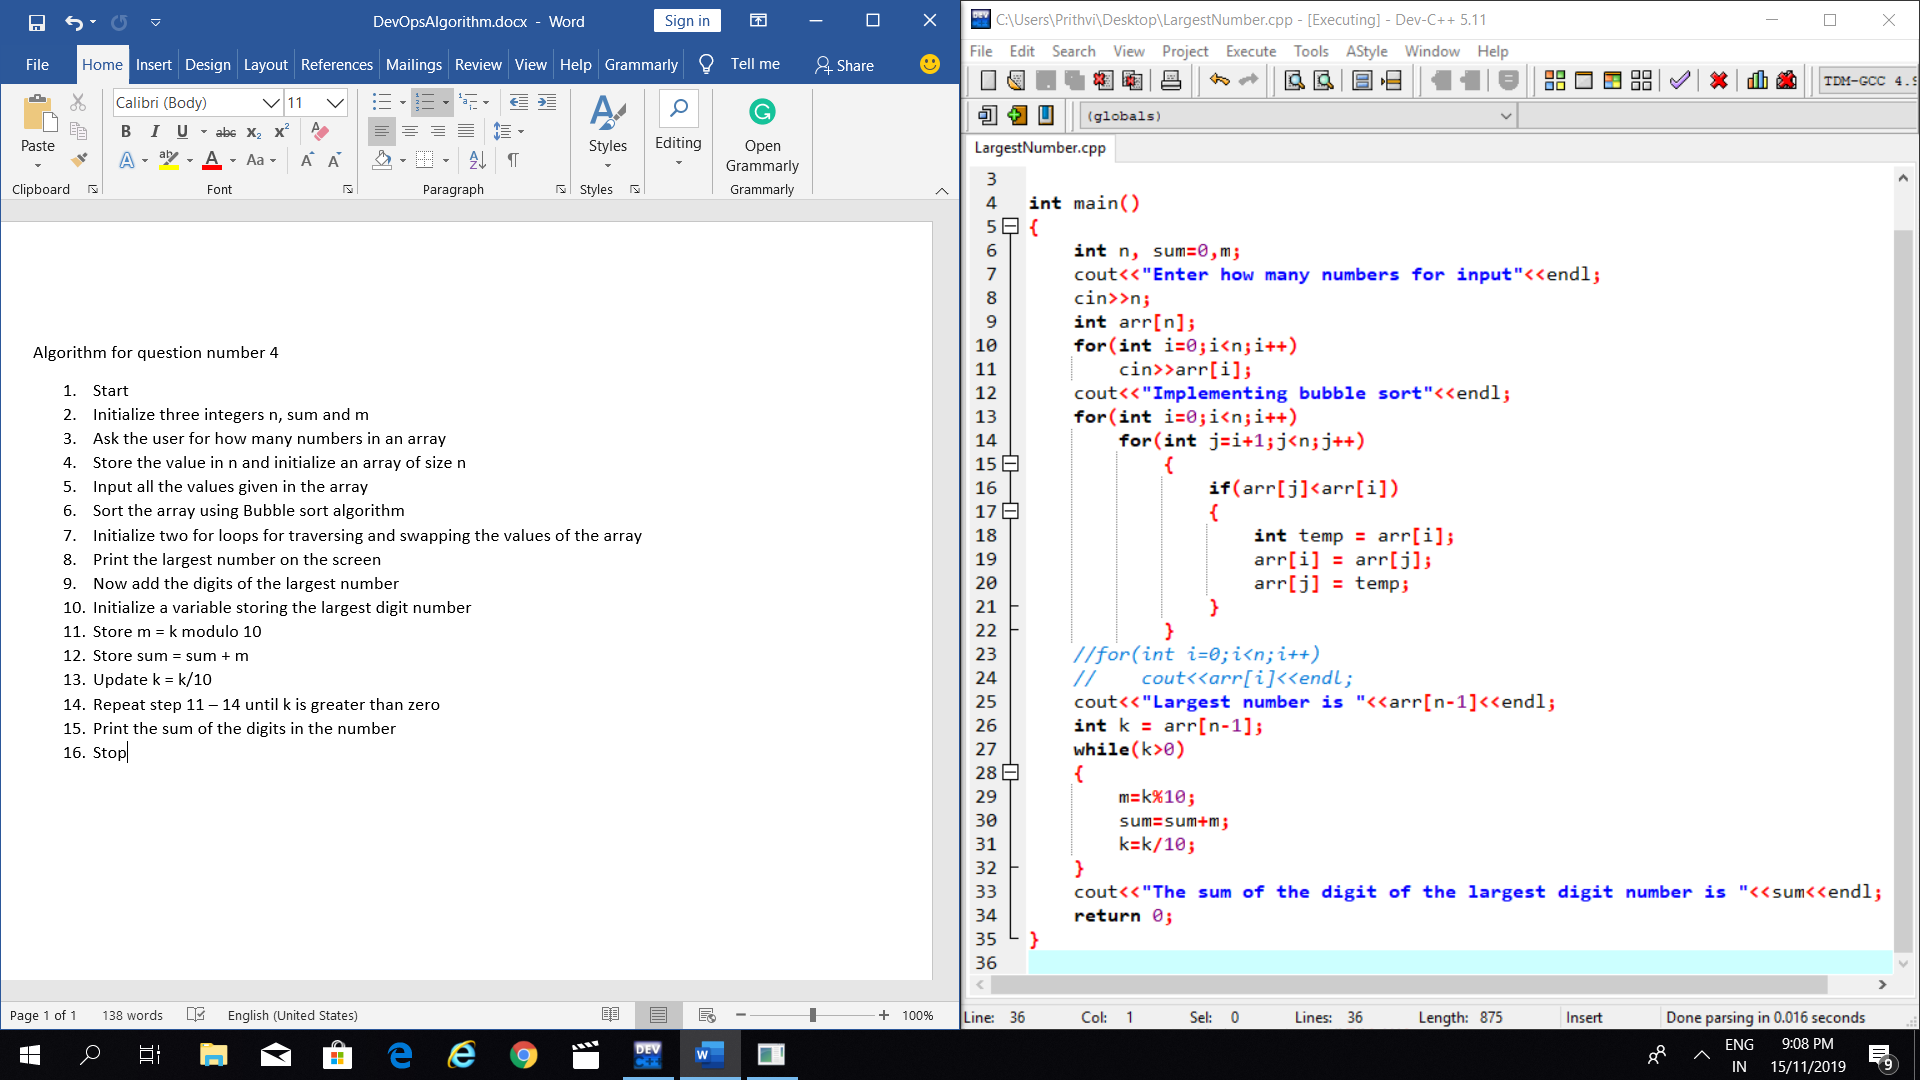 DevOpsAlgorithm.docx - Word
Sign in
File Home Insert Design Layout References Mailings Review View Help Grammarly Tell me Share
Calibri (Body) 11
Paste
Styles
Editing
Open
Grammarly
Clipboard
Font
Paragraph
Styles
Grammarly
Algorithm for question number 4
1. Start
2. Initialize three integers n, sum and m
3. Ask the user for how many numbers in an array
4. Store the value in n and initialize an array of size n
5. Input all the values given in the array
6. Sort the array using Bubble sort algorithm
7. Initialize two for loops for traversing and swapping the values of the array
8. Print the largest number on the screen
9. Now add the digits of the largest number
10. Initialize a variable storing the largest digit number
11. Store m = k modulo 10
12. Store sum = sum + m
13. Update k = k/10
14. Repeat step 11 – 14 until k is greater than zero
15. Print the sum of the digits in the number
16. Stop
Page 1 of 1 138 words English (United States) 100%
C:\Users\Prithvi\Desktop\LargestNumber.cpp - [Executing] - Dev-C++ 5.11
File Edit Search View Project Execute Tools AStyle Window Help
TDM-GCC 4.9
(globals)
LargestNumber.cpp
3
4 int main()
5 {
6 int n, sum=0,m;
7 cout<<"Enter how many numbers for input"<<endl;
8 cin>>n;
9 int arr[n];
10 for(int i=0;i<n;i++)
11 cin>>arr[i];
12 cout<<"Implementing bubble sort"<<endl;
13 for(int i=0;i<n;i++)
14 for(int j=i+1;j<n;j++)
15 {
16 if(arr[j]<arr[i])
17 {
18 int temp = arr[i];
19 arr[i] = arr[j];
20 arr[j] = temp;
21 }
22 }
23 //for(int i=0;i<n;i++)
24 // cout<<arr[i]<<endl;
25 cout<<"Largest number is "<<arr[n-1]<<endl;
26 int k = arr[n-1];
27 while(k>0)
28 {
29 m=k%10;
30 sum=sum+m;
31 k=k/10;
32 }
33 cout<<"The sum of the digit of the largest digit number is "<<sum<<endl;
34 return 0;
35 }
36
Line: 36 Col: 1 Sel: 0 Lines: 36 Length: 875 Insert Done parsing in 0.016 seconds
ENG
IN
9:08 PM
15/11/2019
9